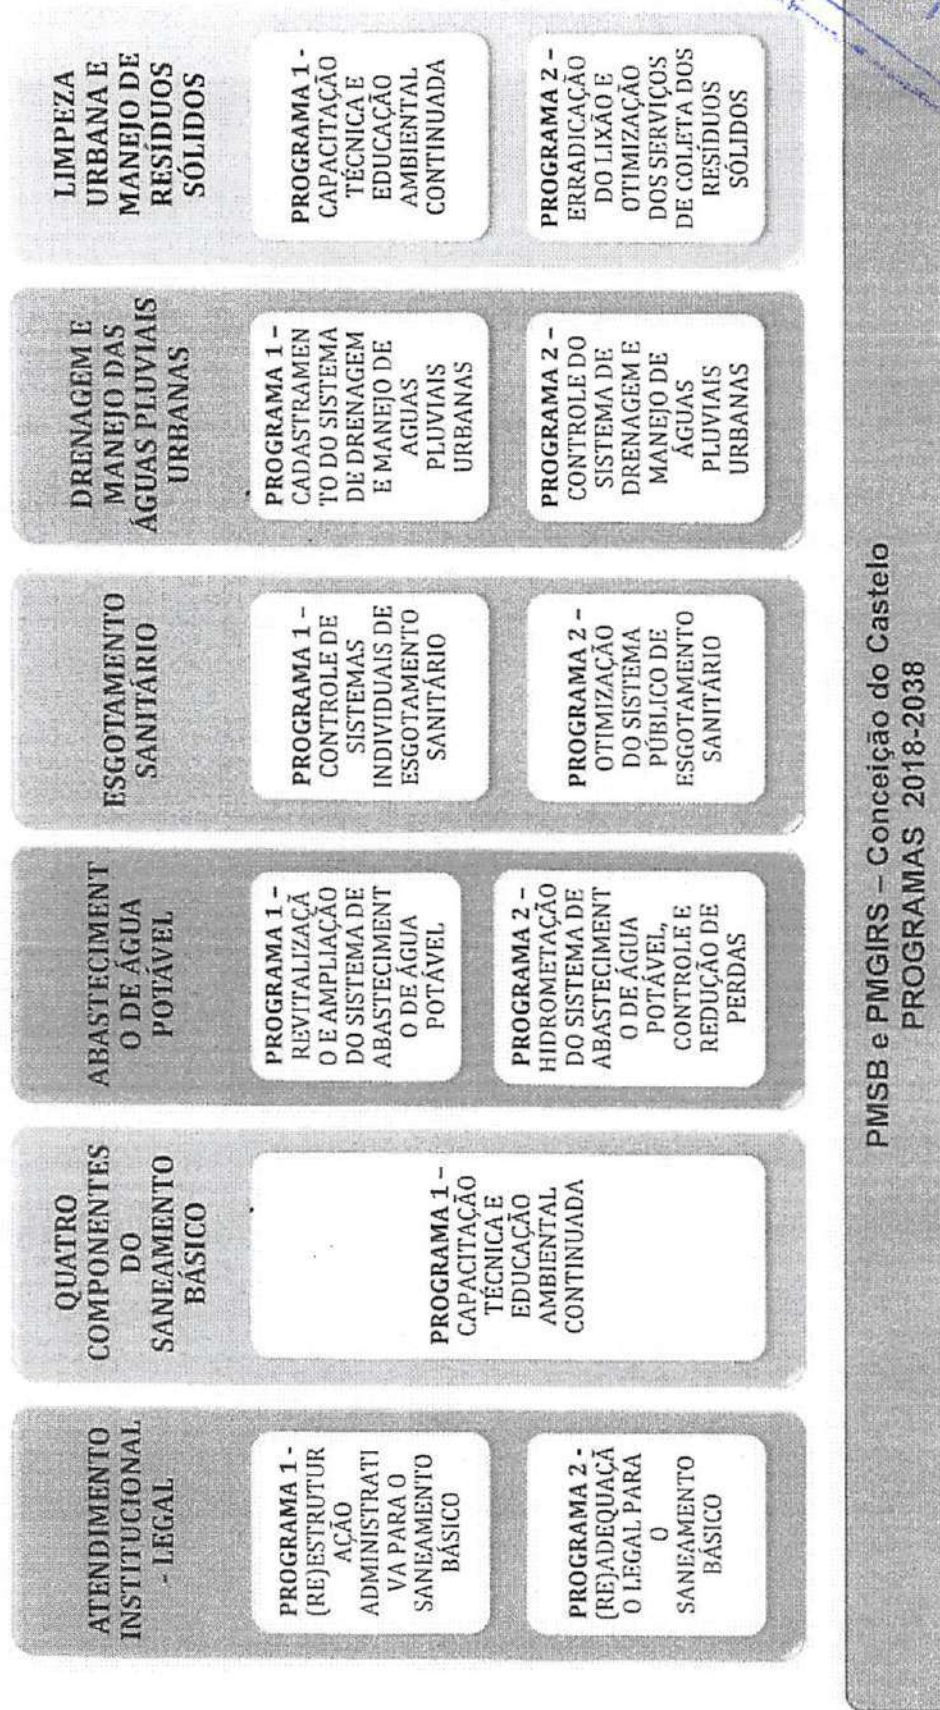 ATENDIMENTO
INSTITUCIONAL
- LEGAL
PROGRAMA 1-
(RE)ESTRUTUR
AÇÃO
ADMINISTRATI
VA PARA O
SANEAMENTO
BÁSICO
PROGRAMA 2 -
(RE)ADEQUAÇÃ
O LEGAL PARA
O
SANEAMENTO
BÁSICO
QUATRO
COMPONENTES
DO
SANEAMENTO
BÁSICO
PROGRAMA 1 –
CAPACITAÇÃO
TÉCNICA E
EDUCAÇÃO
AMBIENTAL
CONTINUADA
ABASTECIMENT
O DE ÁGUA
POTÁVEL
PROGRAMA 1 –
REVITALIZAÇÃ
O E AMPLIAÇÃO
DO SISTEMA DE
ABASTECIMENT
O DE ÁGUA
POTÁVEL
PROGRAMA 2 –
HIDROMETAÇÃO
DO SISTEMA DE
ABASTECIMENT
O DE ÁGUA
POTÁVEL,
CONTROLE E
REDUÇÃO DE
PERDAS
ESGOTAMENTO
SANITÁRIO
PROGRAMA 1 –
CONTROLE DE
SISTEMAS
INDIVIDUAIS DE
ESGOTAMENTO
SANITÁRIO
PROGRAMA 2 –
OTIMIZAÇÃO
DO SISTEMA
PÚBLICO DE
ESGOTAMENTO
SANITÁRIO
DRENAGEM E
MANEJO DAS
ÁGUAS PLUVIAIS
URBANAS
PROGRAMA 1 –
CADASTRAMEN
TO DO SISTEMA
DE DRENAGEM
E MANEJO DE
AGUAS
PLUVIAIS
URBANAS
PROGRAMA 2 –
CONTROLE DO
SISTEMA DE
DRENAGEM E
MANEJO DE
ÁGUAS
PLUVIAIS
URBANAS
LIMPEZA
URBANA E
MANEJO DE
RESÍDUOS
SÓLIDOS
PROGRAMA 1 -
CAPACITAÇÃO
TÉCNICA E
EDUCAÇÃO
AMBIENTAL
CONTINUADA
PROGRAMA 2 –
ERRADICAÇÃO
DO LIXÃO E
OTIMIZAÇÃO
DOS SERVIÇOS
DE COLETA DOS
RESÍDUOS
SÓLIDOS
PMSB e PMGIRS – Conceição do Castelo
PROGRAMAS 2018-2038